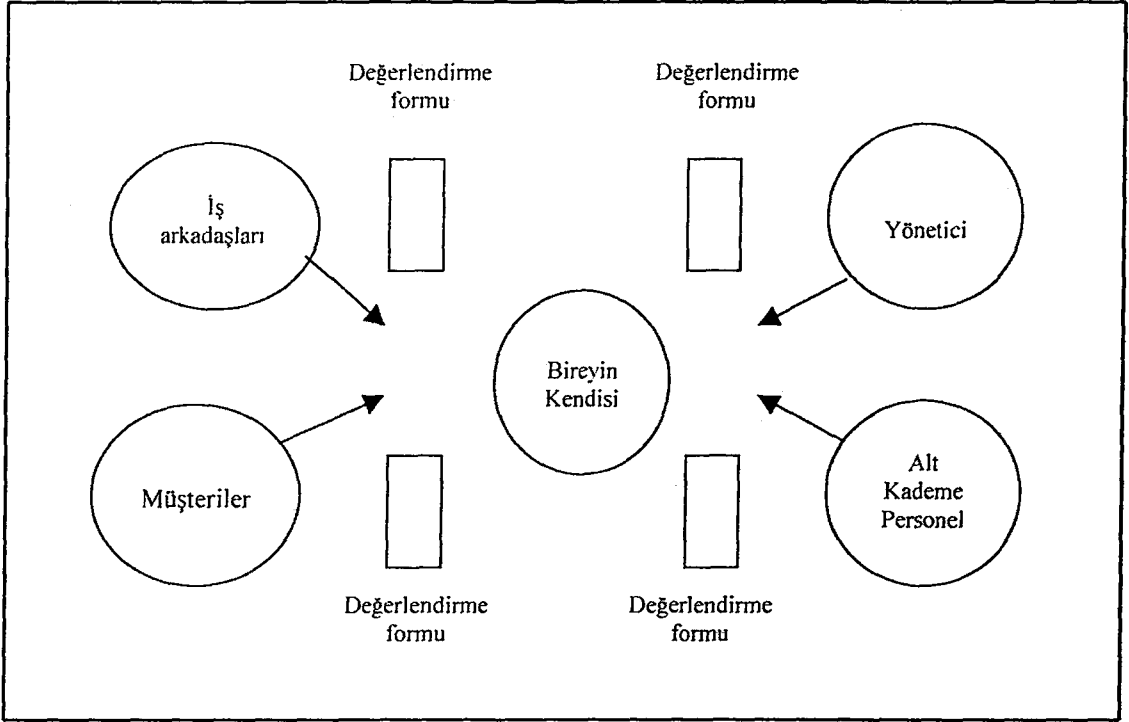 Değerlendirme
formu
Değerlendirme
formu
İş
arkadaşları
Yönetici
Bireyin
Kendisi
Müşteriler
Alt
Kademe
Personel
Değerlendirme
formu
Değerlendirme
formu